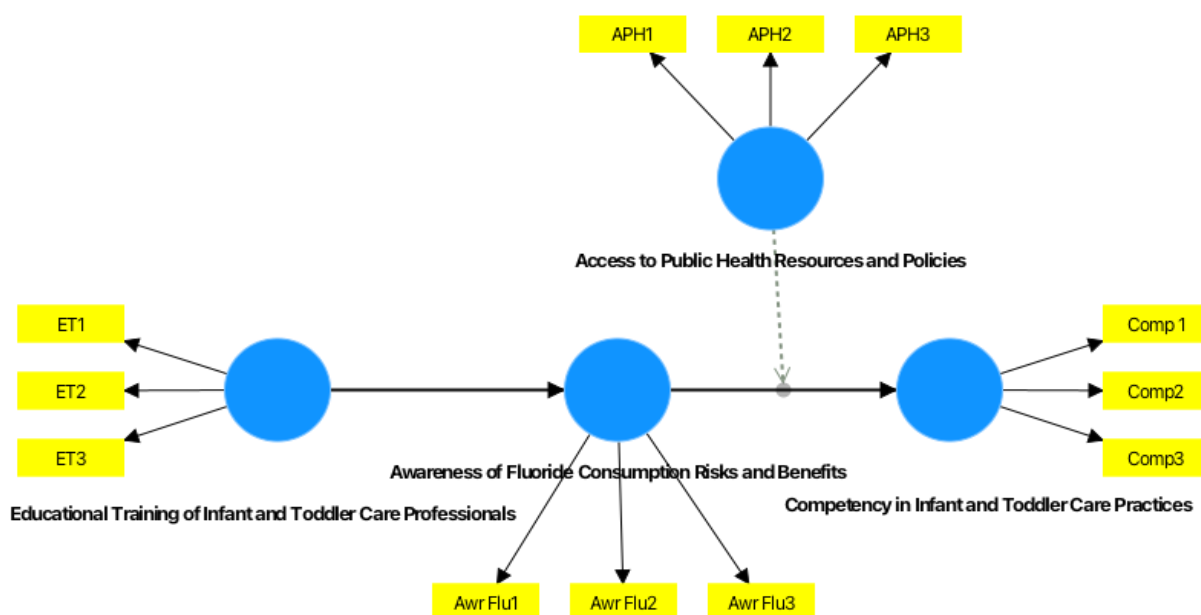 APH1
APH2
APH3
Access to Public Health Resources and Policies
ET1
ET2
ET3
Educational Training of Infant and Toddler Care Professionals
Awareness of Fluoride Consumption Risks and Benefits
Awr Flu1
Awr Flu2
Awr Flu3
Comp 1
Comp2
Comp3
Competency in Infant and Toddler Care Practices